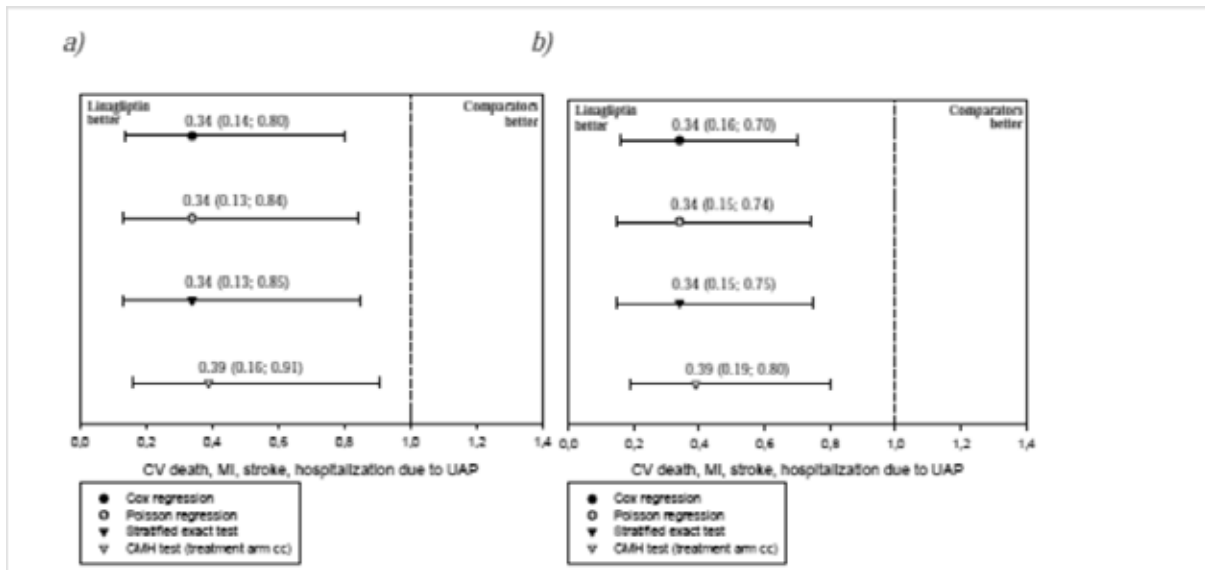 a)
Linagliptin
better
Comparators
better
0.34 (0.14; 0.80)
0.34 (0.13; 0.84)
0.34 (0.13; 0.85)
0.39 (0.16; 0.91)
0,0 0,2 0,4 0,6 0,8 1,0 1,2 1,4
CV death, MI, stroke, hospitalization due to UAP
Cox regression
Poisson regression
Stratified exact test
CMH test (treatment arm cc)
b)
Linagliptin
better
Comparators
better
0.34 (0.16; 0.70)
0.34 (0.15; 0.74)
0.34 (0.15; 0.75)
0.39 (0.19; 0.80)
0,0 0,2 0,4 0,6 0,8 1,0 1,2 1,4
CV death, MI, stroke, hospitalization due to UAP
Cox regression
Poisson regression
Stratified exact test
CMH test (treatment arm cc)